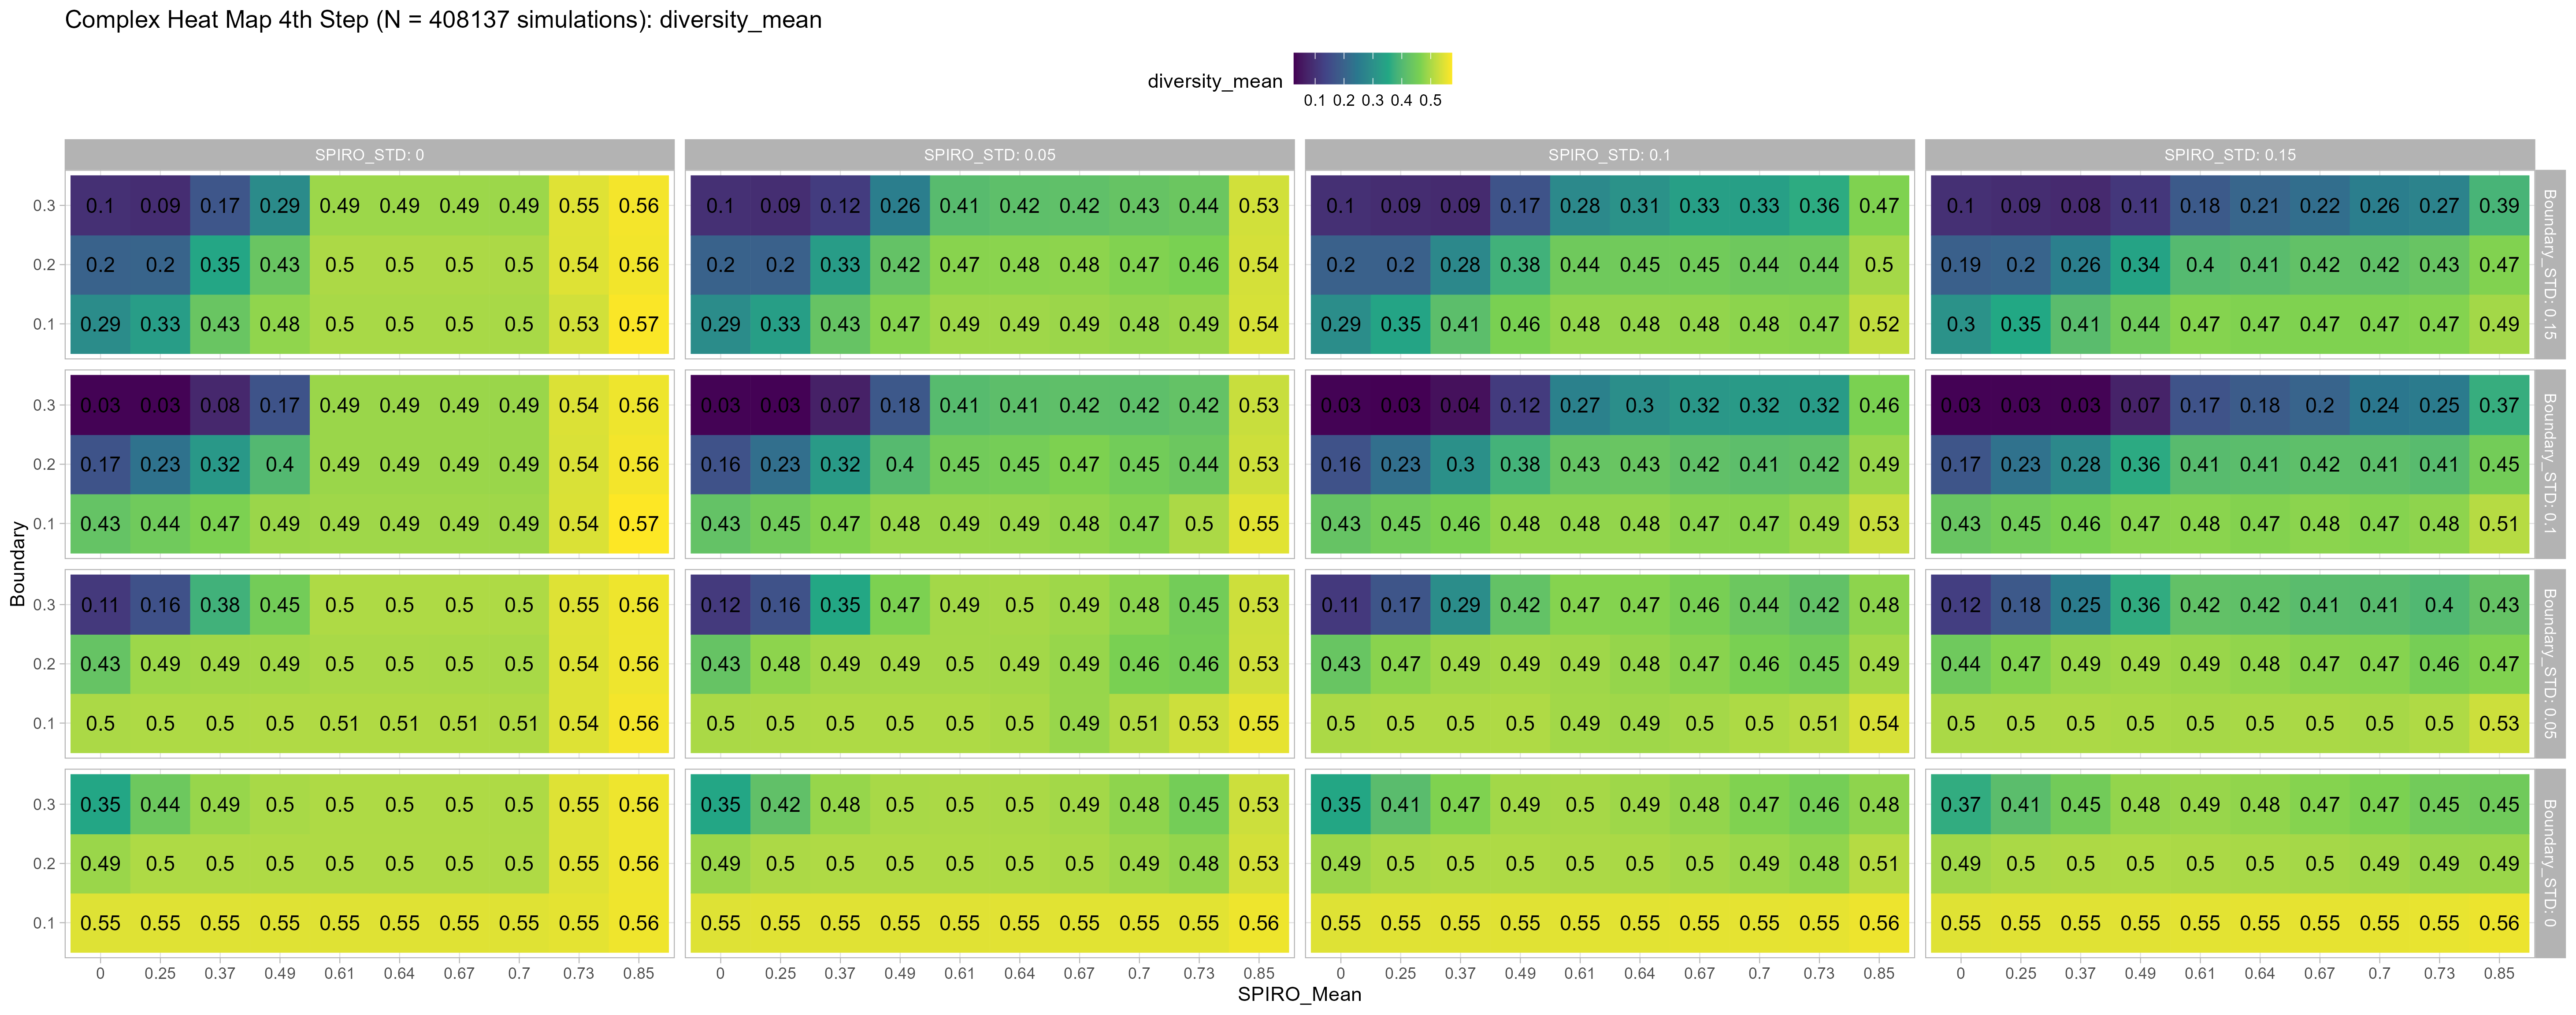 Complex Heat Map 4th Step (N = 408137 simulations): diversity_mean
diversity_mean
0.1 0.2 0.3 0.4 0.5
SPIRO_STD: 0 SPIRO_STD: 0.05 SPIRO_STD: 0.1 SPIRO_STD: 0.15
0.3 0.1 0.09 0.17 0.29 0.49 0.49 0.49 0.49 0.55 0.56 0.1 0.09 0.12 0.26 0.41 0.42 0.42 0.43 0.44 0.53 0.1 0.09 0.09 0.17 0.28 0.31 0.33 0.33 0.36 0.47 0.1 0.09 0.08 0.11 0.18 0.21 0.22 0.26 0.27 0.39
0.2 0.2 0.2 0.35 0.43 0.5 0.5 0.5 0.5 0.54 0.56 0.2 0.2 0.33 0.42 0.47 0.48 0.48 0.47 0.46 0.54 0.2 0.2 0.28 0.38 0.44 0.45 0.45 0.44 0.44 0.5 0.19 0.2 0.26 0.34 0.4 0.41 0.42 0.42 0.43 0.47
0.1 0.29 0.33 0.43 0.48 0.5 0.5 0.5 0.5 0.53 0.57 0.29 0.33 0.43 0.47 0.49 0.49 0.49 0.48 0.49 0.54 0.29 0.35 0.41 0.46 0.48 0.48 0.48 0.48 0.47 0.52 0.3 0.35 0.41 0.44 0.47 0.47 0.47 0.47 0.47 0.49
Boundary_STD: 0.15
0.3 0.03 0.03 0.08 0.17 0.49 0.49 0.49 0.49 0.54 0.56 0.03 0.03 0.07 0.18 0.41 0.41 0.42 0.42 0.42 0.53 0.03 0.03 0.04 0.12 0.27 0.3 0.32 0.32 0.32 0.46 0.03 0.03 0.03 0.07 0.17 0.18 0.2 0.24 0.25 0.37
0.2 0.17 0.23 0.32 0.4 0.49 0.49 0.49 0.49 0.54 0.56 0.16 0.23 0.32 0.4 0.45 0.45 0.47 0.45 0.44 0.53 0.16 0.23 0.3 0.38 0.43 0.43 0.42 0.41 0.42 0.49 0.17 0.23 0.28 0.36 0.41 0.41 0.42 0.41 0.41 0.45
0.1 0.43 0.44 0.47 0.49 0.49 0.49 0.49 0.49 0.54 0.57 0.43 0.45 0.47 0.48 0.49 0.49 0.48 0.47 0.5 0.55 0.43 0.45 0.46 0.48 0.48 0.48 0.47 0.47 0.49 0.53 0.43 0.45 0.46 0.47 0.48 0.47 0.48 0.47 0.48 0.51
Boundary_STD: 0.1
Boundary
0.3 0.11 0.16 0.38 0.45 0.5 0.5 0.5 0.5 0.55 0.56 0.12 0.16 0.35 0.47 0.49 0.5 0.49 0.48 0.45 0.53 0.11 0.17 0.29 0.42 0.47 0.47 0.46 0.44 0.42 0.48 0.12 0.18 0.25 0.36 0.42 0.42 0.41 0.41 0.4 0.43
0.2 0.43 0.49 0.49 0.49 0.5 0.5 0.5 0.5 0.54 0.56 0.43 0.48 0.49 0.49 0.5 0.49 0.49 0.46 0.46 0.53 0.43 0.47 0.49 0.49 0.49 0.48 0.47 0.46 0.45 0.49 0.44 0.47 0.49 0.49 0.49 0.48 0.47 0.47 0.46 0.47
0.1 0.5 0.5 0.5 0.5 0.51 0.51 0.51 0.51 0.54 0.56 0.5 0.5 0.5 0.5 0.5 0.5 0.49 0.51 0.53 0.55 0.5 0.5 0.5 0.5 0.49 0.49 0.5 0.5 0.51 0.54 0.5 0.5 0.5 0.5 0.5 0.5 0.5 0.5 0.5 0.53
Boundary_STD: 0.05
0.3 0.35 0.44 0.49 0.5 0.5 0.5 0.5 0.5 0.55 0.56 0.35 0.42 0.48 0.5 0.5 0.5 0.49 0.48 0.45 0.53 0.35 0.41 0.47 0.49 0.5 0.49 0.48 0.47 0.46 0.48 0.37 0.41 0.45 0.48 0.49 0.48 0.47 0.47 0.45 0.45
0.2 0.49 0.5 0.5 0.5 0.5 0.5 0.5 0.5 0.55 0.56 0.49 0.5 0.5 0.5 0.5 0.5 0.5 0.49 0.48 0.53 0.49 0.5 0.5 0.5 0.5 0.5 0.5 0.49 0.48 0.51 0.49 0.5 0.5 0.5 0.5 0.5 0.5 0.49 0.49 0.49
0.1 0.55 0.55 0.55 0.55 0.55 0.55 0.55 0.55 0.55 0.56 0.55 0.55 0.55 0.55 0.55 0.55 0.55 0.55 0.55 0.56 0.55 0.55 0.55 0.55 0.55 0.55 0.55 0.55 0.55 0.56 0.55 0.55 0.55 0.55 0.55 0.55 0.55 0.55 0.55 0.56
Boundary_STD: 0
0 0.25 0.37 0.49 0.61 0.64 0.67 0.7 0.73 0.85 0 0.25 0.37 0.49 0.61 0.64 0.67 0.7 0.73 0.85 0 0.25 0.37 0.49 0.61 0.64 0.67 0.7 0.73 0.85 0 0.25 0.37 0.49 0.61 0.64 0.67 0.7 0.73 0.85
SPIRO_Mean